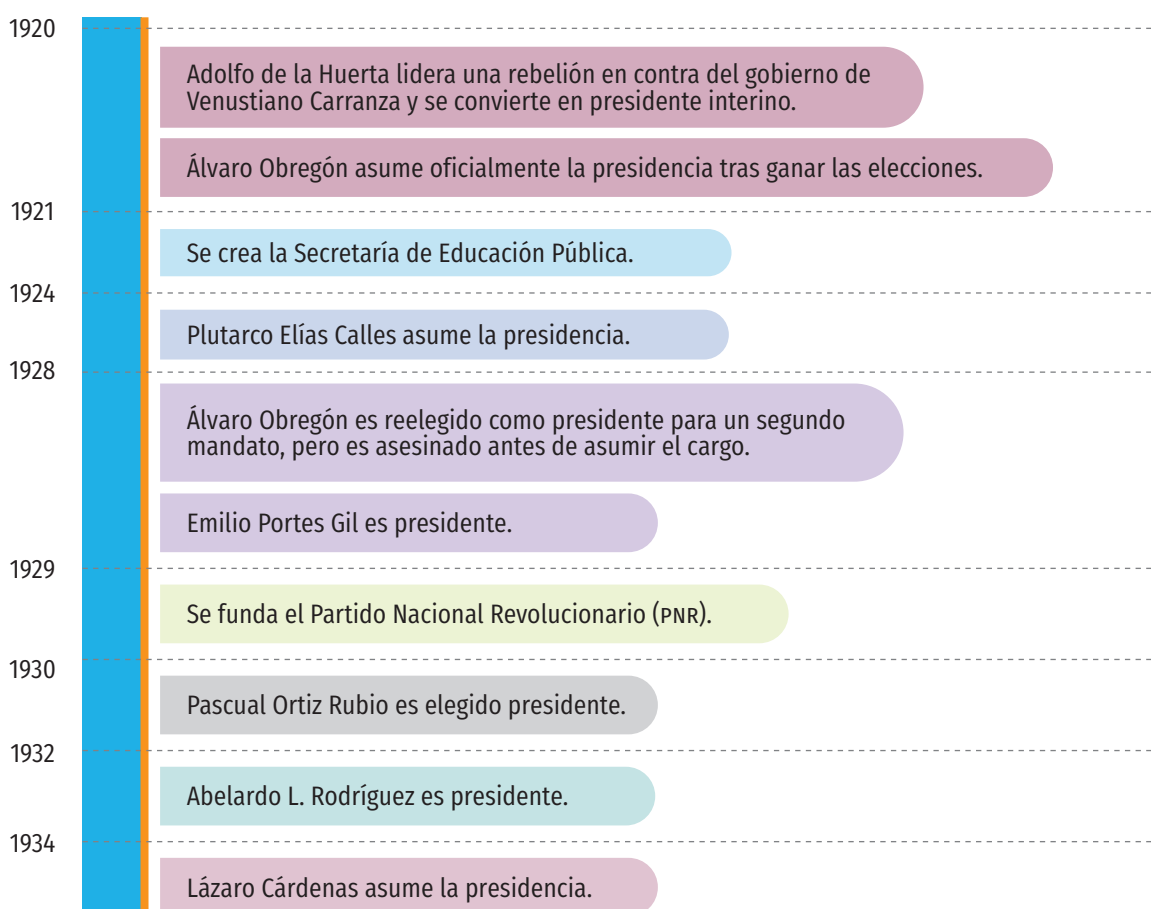 1920
Adolfo de la Huerta lidera una rebelión en contra del gobierno de
Venustiano Carranza y se convierte en presidente interino.
Álvaro Obregón asume oficialmente la presidencia tras ganar las elecciones.
1921
Se crea la Secretaría de Educación Pública.
1924
Plutarco Elías Calles asume la presidencia.
1928
Álvaro Obregón es reelegido como presidente para un segundo
mandato, pero es asesinado antes de asumir el cargo.
Emilio Portes Gil es presidente.
1929
Se funda el Partido Nacional Revolucionario (PNR).
1930
Pascual Ortiz Rubio es elegido presidente.
1932
Abelardo L. Rodríguez es presidente.
1934
Lázaro Cárdenas asume la presidencia.